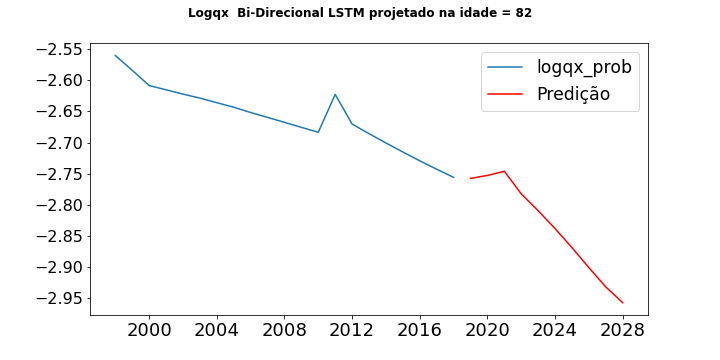 Logqx  Bi-Direcional LSTM projetado na idade = 82
logqx_prob
Predição
−2.55
−2.60
−2.65
−2.70
−2.75
−2.80
−2.85
−2.90
−2.95
2000 2004 2008 2012 2016 2020 2024 2028